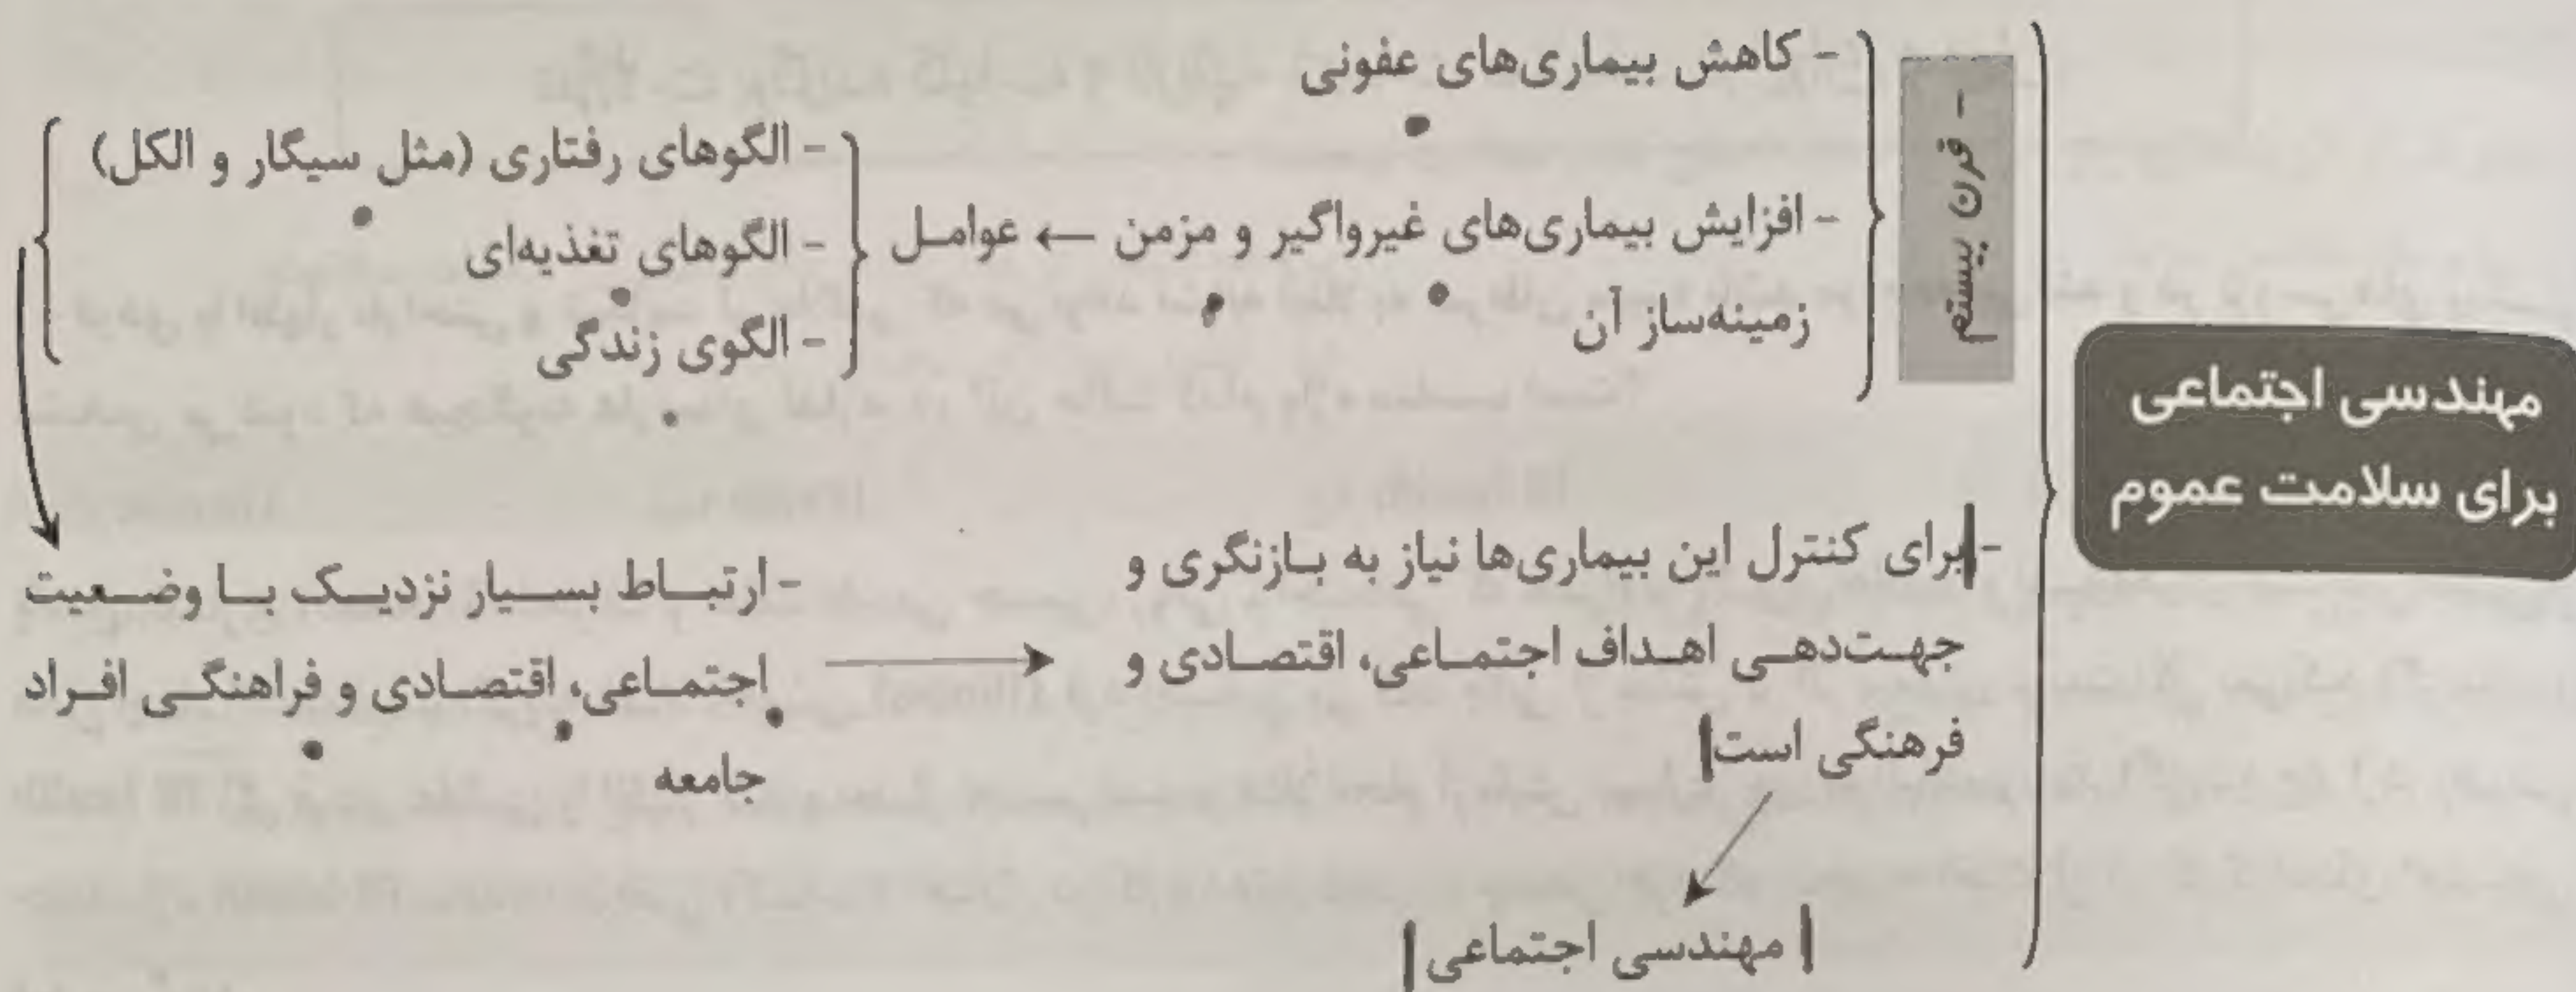 مهندسی اجتماعی
برای سلامت عموم
- قرن بیستم
- کاهش بیماری‌های عفونی
- افزایش بیماری‌های غیرواگیر و مزمن ← عوامل
زمینه‌ساز آن
- الگوهای رفتاری (مثل سیگار و الکل)
- الگوهای تغذیه‌ای
- الگوی زندگی
- ارتباط بسیار نزدیک با وضعیت
اجتماعی، اقتصادی و فراهنگی افراد
جامعه
- برای کنترل این بیماری‌ها نیاز به بازنگری و
جهت‌دهی اهداف اجتماعی، اقتصادی و
فرهنگی است
مهندسی اجتماعی